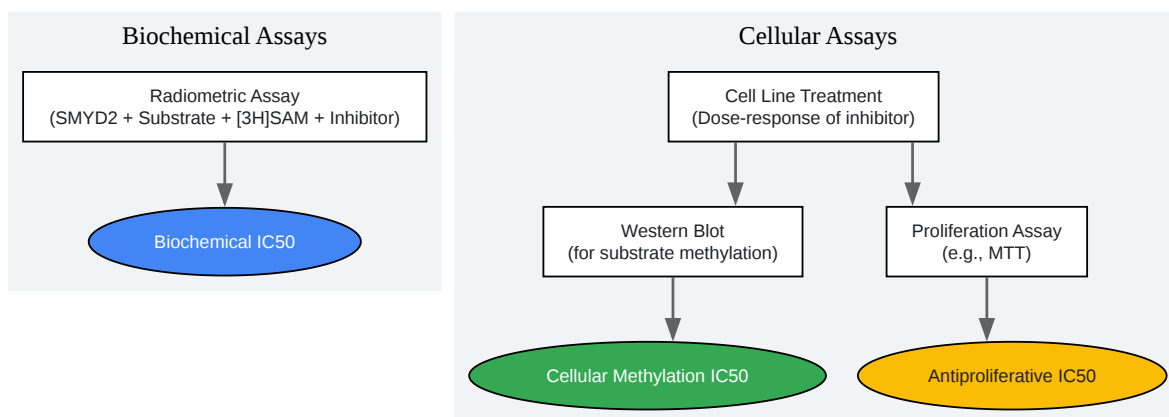 Biochemical Assays
Radiometric Assay
(SMYD2 + Substrate + [3H]SAM + Inhibitor)
Biochemical IC50
Cellular Assays
Cell Line Treatment
(Dose-response of inhibitor)
Western Blot
(for substrate methylation)
Proliferation Assay
(e.g., MTT)
Cellular Methylation IC50
Antiproliferative IC50